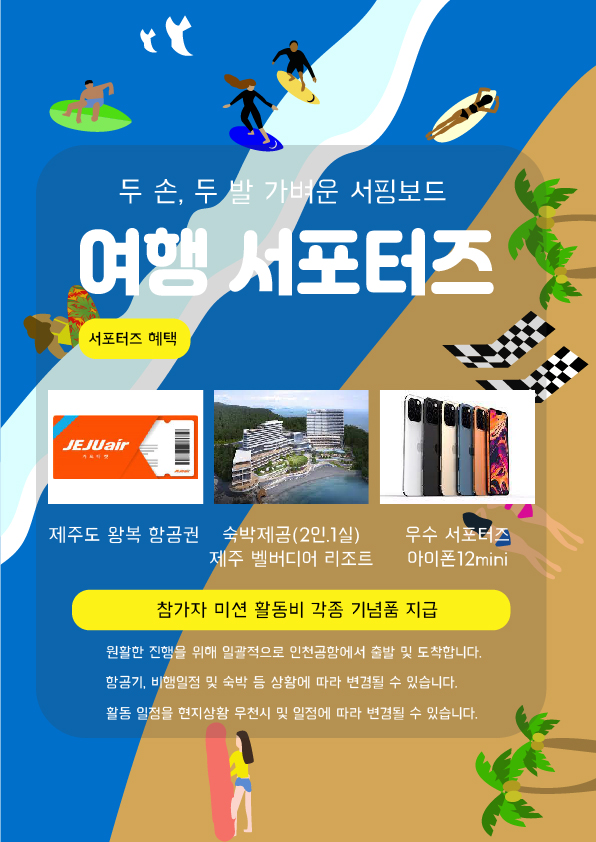 두 손, 두 발 가벼운 서핑보드
여행 서포터즈
서포터즈 혜택
JEJUair
제주도 왕복 항공권
숙박제공(2인.1실)
제주 벨버디어 리조트
우수 서포터즈
아이폰12mini
참가자 미션 활동비 각종 기념품 지급
원활한 진행을 위해 일괄적으로 인천공항에서 출발 및 도착합니다.
항공기, 비행일정 및 숙박 등 상황에 따라 변경될 수 있습니다.
활동 일정을 현지상황 우천시 및 일정에 따라 변경될 수 있습니다.